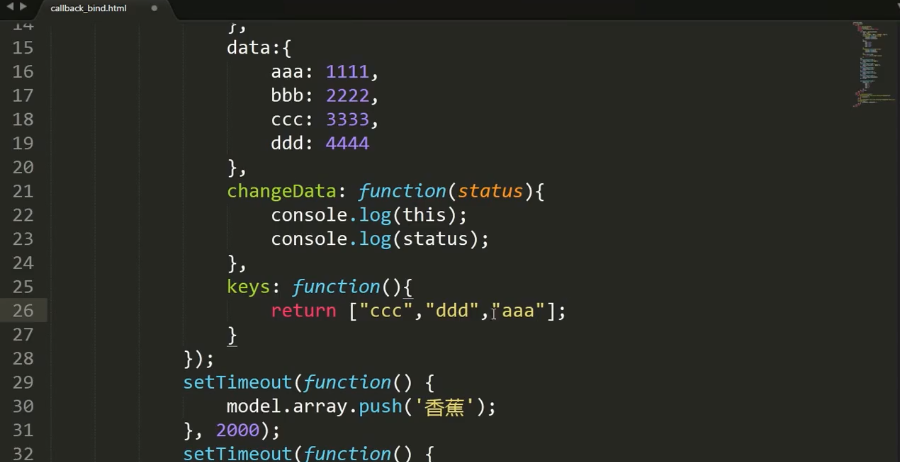 callback_bind.html
14 },
15 data:{
16 aaa: 1111,
17 bbb: 2222,
18 ccc: 3333,
19 ddd: 4444
20 },
21 changeData: function(status){
22 console.log(this);
23 console.log(status);
24 },
25 keys: function(){
26 return ["ccc","ddd","aaa"];
27 }
28 });
29 setTimeout(function() {
30 model.array.push('香蕉');
31 }, 2000);
32 setTimeout(function() {